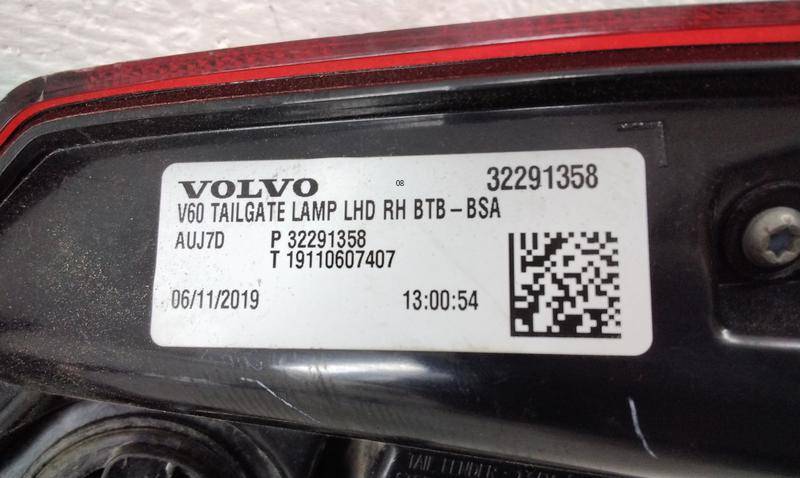 VOLVO 08 32291358
V60 TAILGATE LAMP LHD RH BTB-BSA
AUJ7D P 32291358
T 19110607407
06/11/2019 13:00:54
TAIL